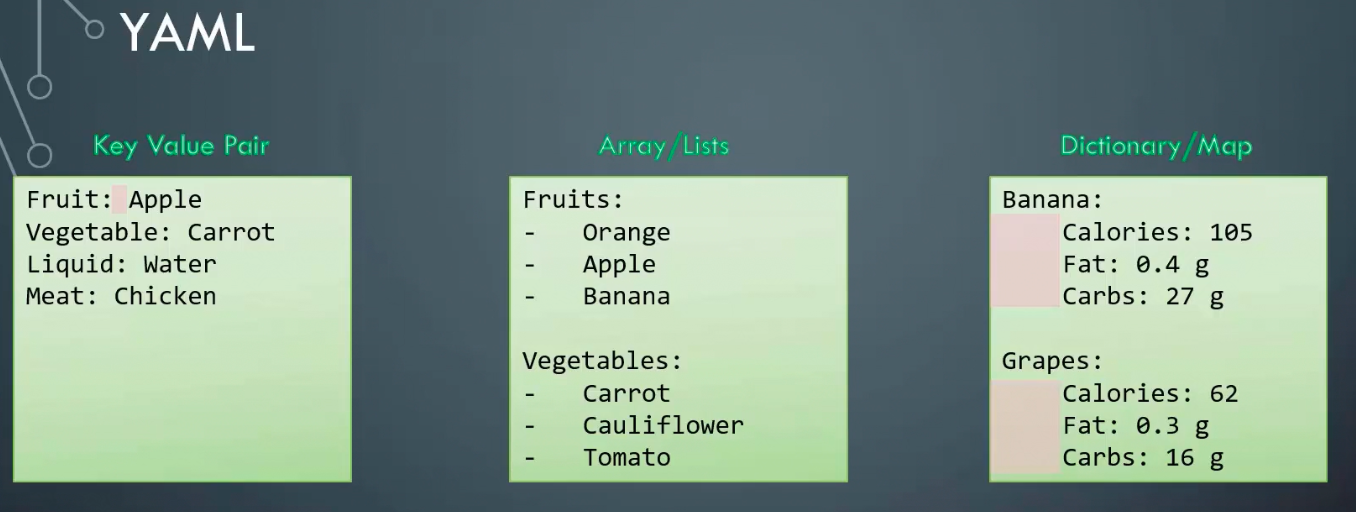 YAML
Key Value Pair
Fruit: Apple
Vegetable: Carrot
Liquid: Water
Meat: Chicken
Array/Lists
Fruits:
- Orange
- Apple
- Banana
Vegetables:
- Carrot
- Cauliflower
- Tomato
Dictionary/Map
Banana:
Calories: 105
Fat: 0.4 g
Carbs: 27 g
Grapes:
Calories: 62
Fat: 0.3 g
Carbs: 16 g